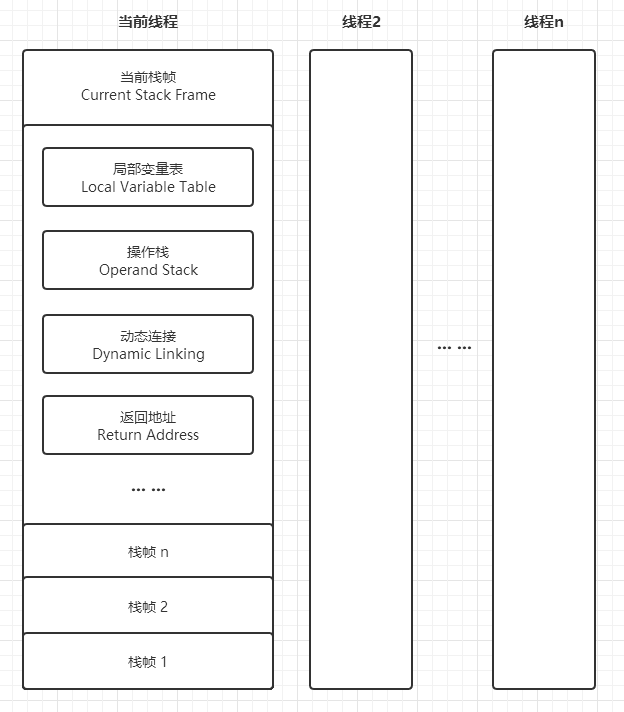 当前线程
线程2
线程n
当前栈帧
Current Stack Frame
局部变量表
Local Variable Table
操作栈
Operand Stack
动态连接
Dynamic Linking
返回地址
Return Address
... ...
... ...
栈帧 n
栈帧 2
栈帧 1